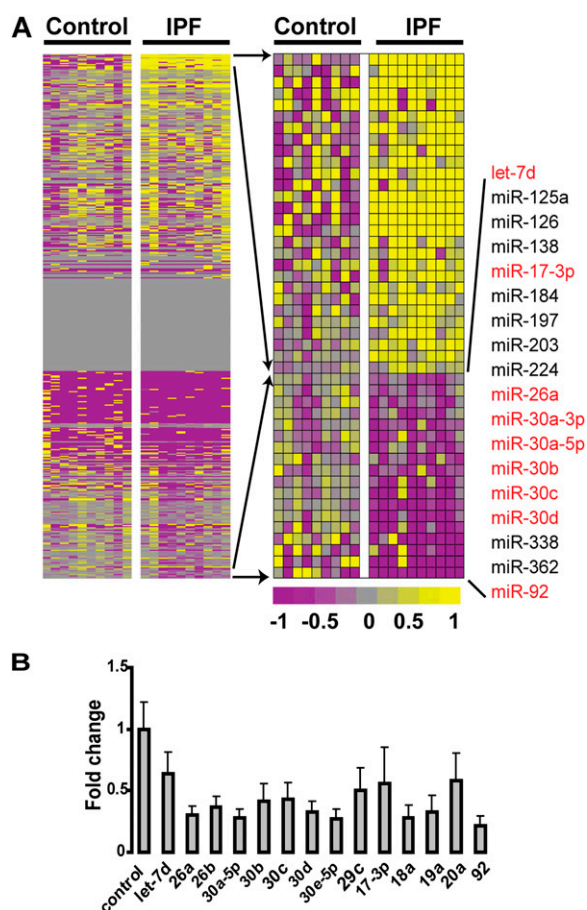 A
Control IPF
Control IPF
let-7d
miR-125a
miR-126
miR-138
miR-17-3p
miR-184
miR-197
miR-203
miR-224
miR-26a
miR-30a-3p
miR-30a-5p
miR-30b
miR-30c
miR-30d
miR-338
miR-362
miR-92
-1 -0.5 0 0.5 1
B
Fold change
1.5
1
0.5
0
control let-7d 26a 26b 30a-5p 30b 30c 30d 30e-5p 29c 17-3p 18a 19a 20a 92